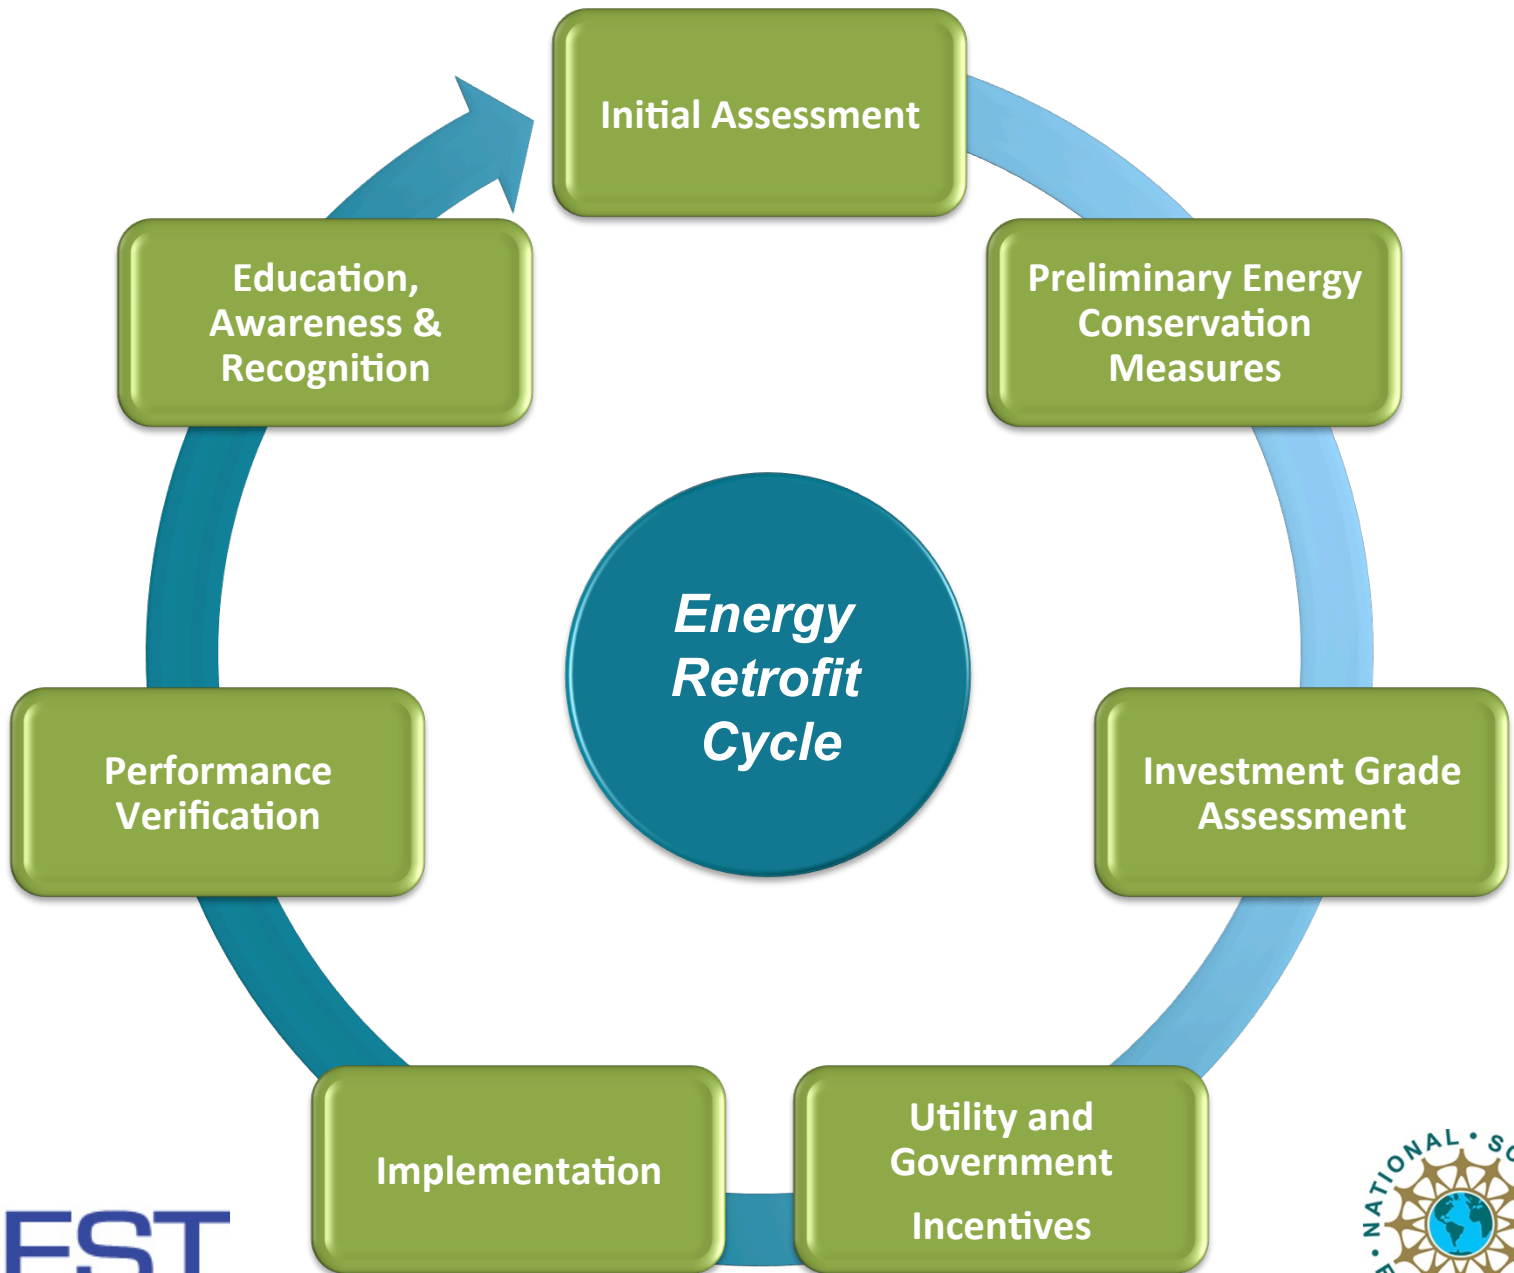 Initial Assessment
Preliminary Energy
Conservation
Measures
Investment Grade
Assessment
Utility and
Government
Incentives
Implementation
Performance
Verification
Education,
Awareness &
Recognition
Energy
Retrofit
Cycle
EST
NATIONAL